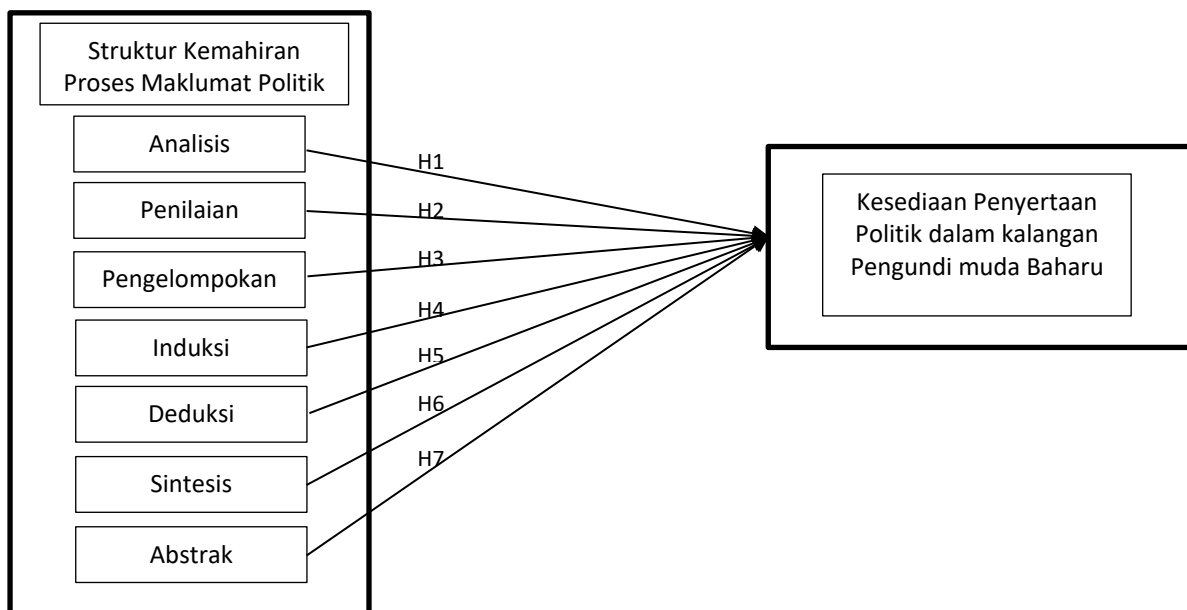 Struktur Kemahiran
Proses Maklumat Politik
Analisis
Penilaian
Pengelompokan
Induksi
Deduksi
Sintesis
Abstrak
H1
H2
H3
H4
H5
H6
H7
Kesediaan Penyertaan
Politik dalam kalangan
Pengundi muda Baharu